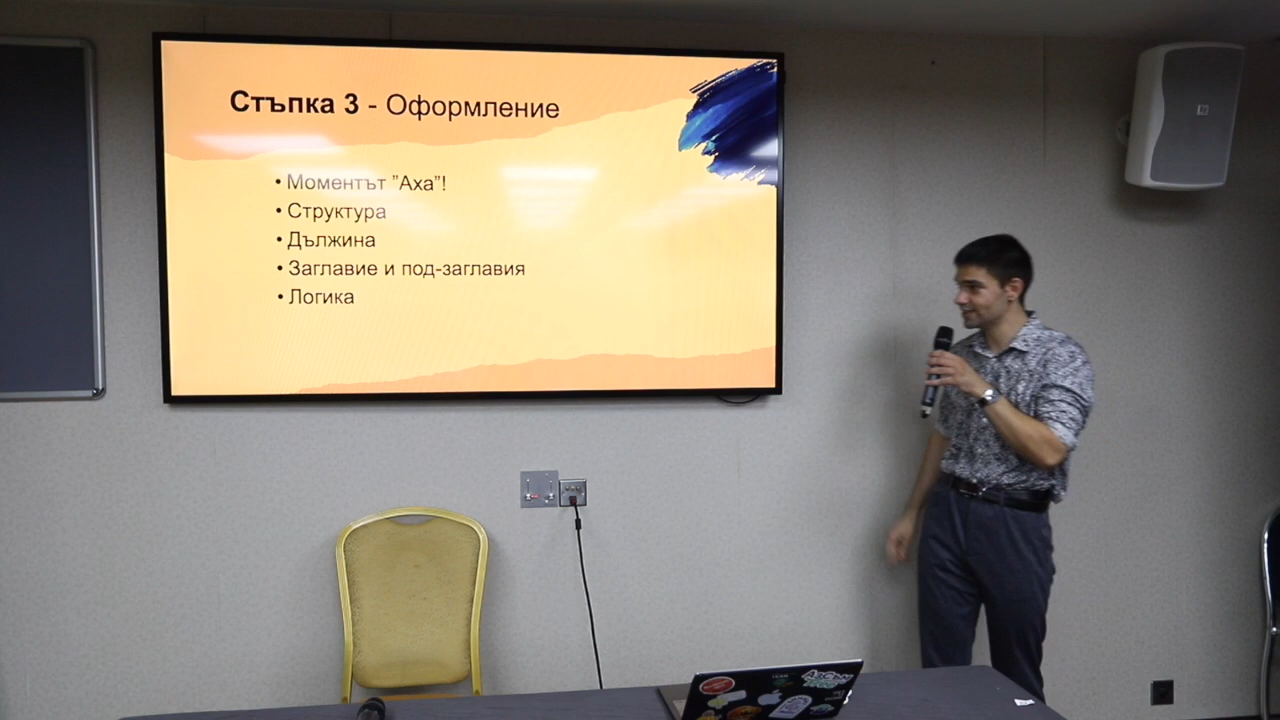 Стъпка 3 - Оформление
• Моментът ”Аха”!
• Структура
• Дължина
• Заглавие и под-заглавия
• Логика